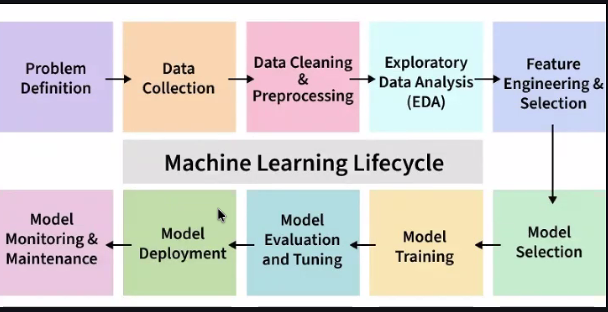 Problem
Definition
Data
Collection
Data Cleaning
&
Preprocessing
Exploratory
Data Analysis
(EDA)
Feature
Engineering &
Selection
Machine Learning Lifecycle
Model
Monitoring &
Maintenance
Model
Deployment
Model
Evaluation
and Tuning
Model
Training
Model
Selection